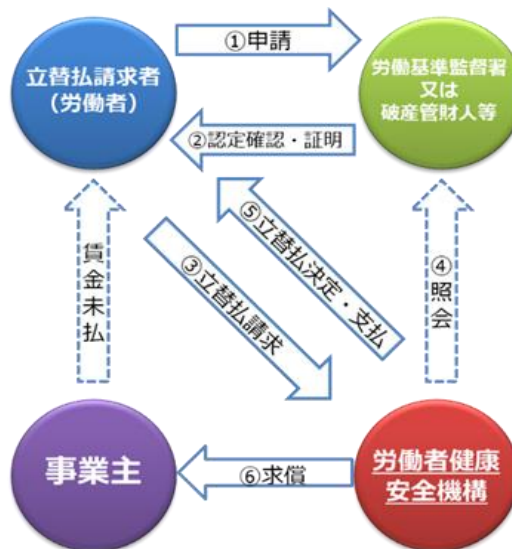 ①申請
立替払請求者
（労働者）
労働基準監督署
又は
破産管財人等
②認定確認・証明
賃金未払
③立替払請求
⑤立替払決定・支払
④照会
事業主
⑥求償
労働者健康
安全機構